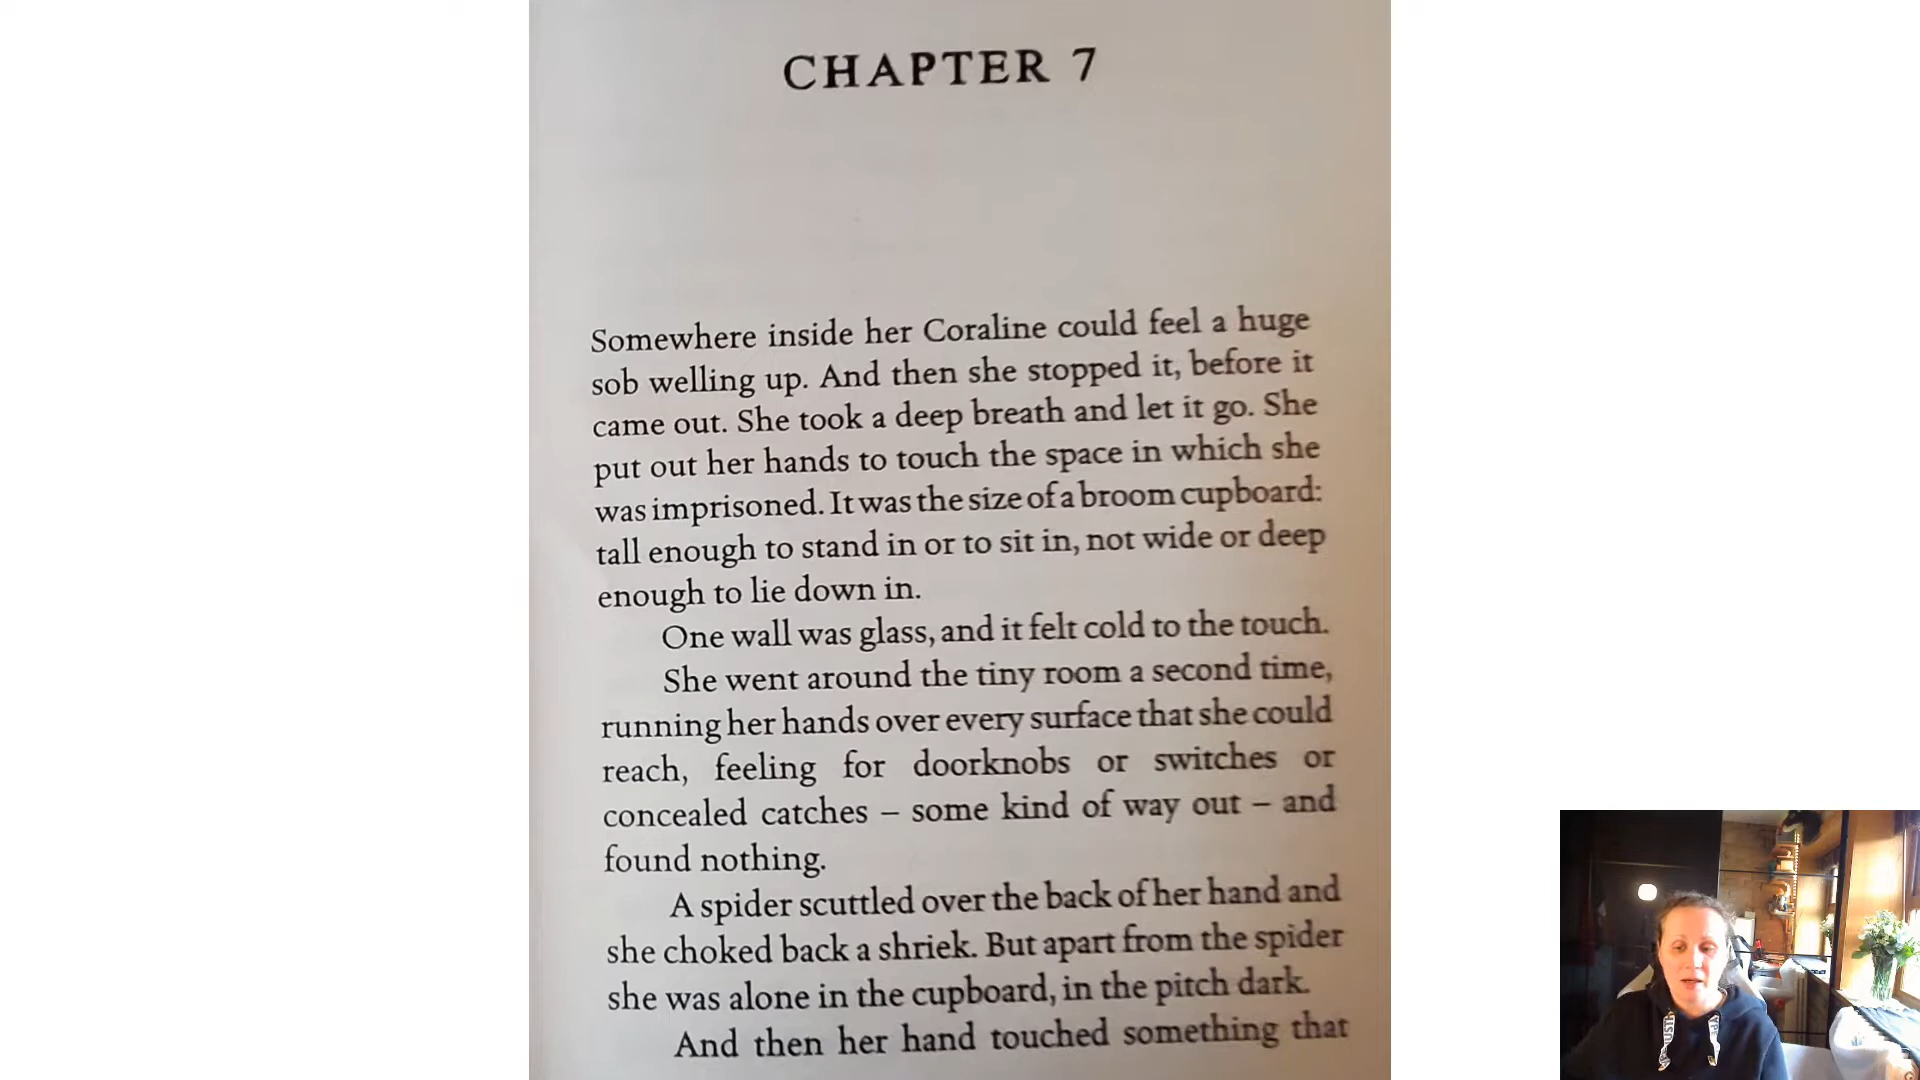 CHAPTER 7
Somewhere inside her Coraline could feel a huge
sob welling up. And then she stopped it, before it
came out. She took a deep breath and let it go. She
put out her hands to touch the space in which she
was imprisoned. It was the size of a broom cupboard:
tall enough to stand in or to sit in, not wide or deep
enough to lie down in.
One wall was glass, and it felt cold to the touch.
She went around the tiny room a second time,
running her hands over every surface that she could
reach, feeling for doorknobs or switches or
concealed catches – some kind of way out – and
found nothing.
A spider scuttled over the back of her hand and
she choked back a shriek. But apart from the spider
she was alone in the cupboard, in the pitch dark.
And then her hand touched something that